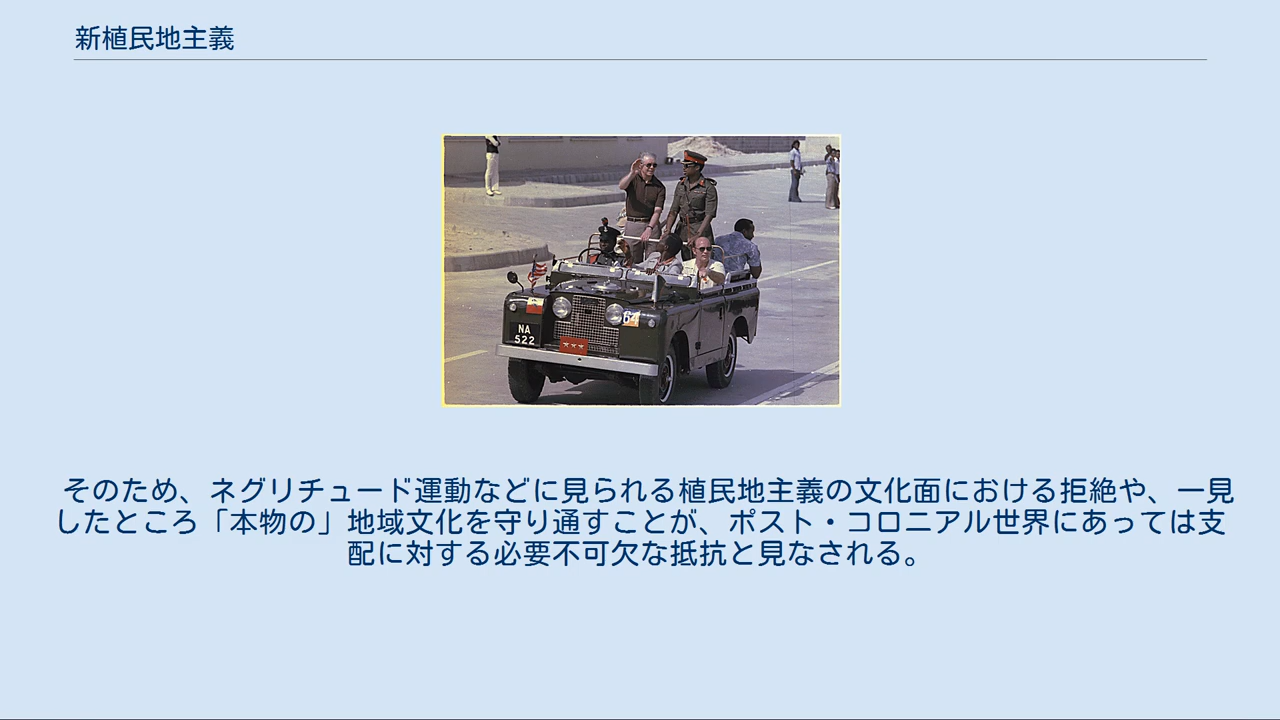 新植民地主義
NA
522
64
そのため、ネグリチュード運動などに見られる植民地主義の文化面における拒絶や、一見
したところ「本物の」地域文化を守り通すことが、ポスト・コロニアル世界にあっては支
配に対する必要不可欠な抵抗と見なされる。